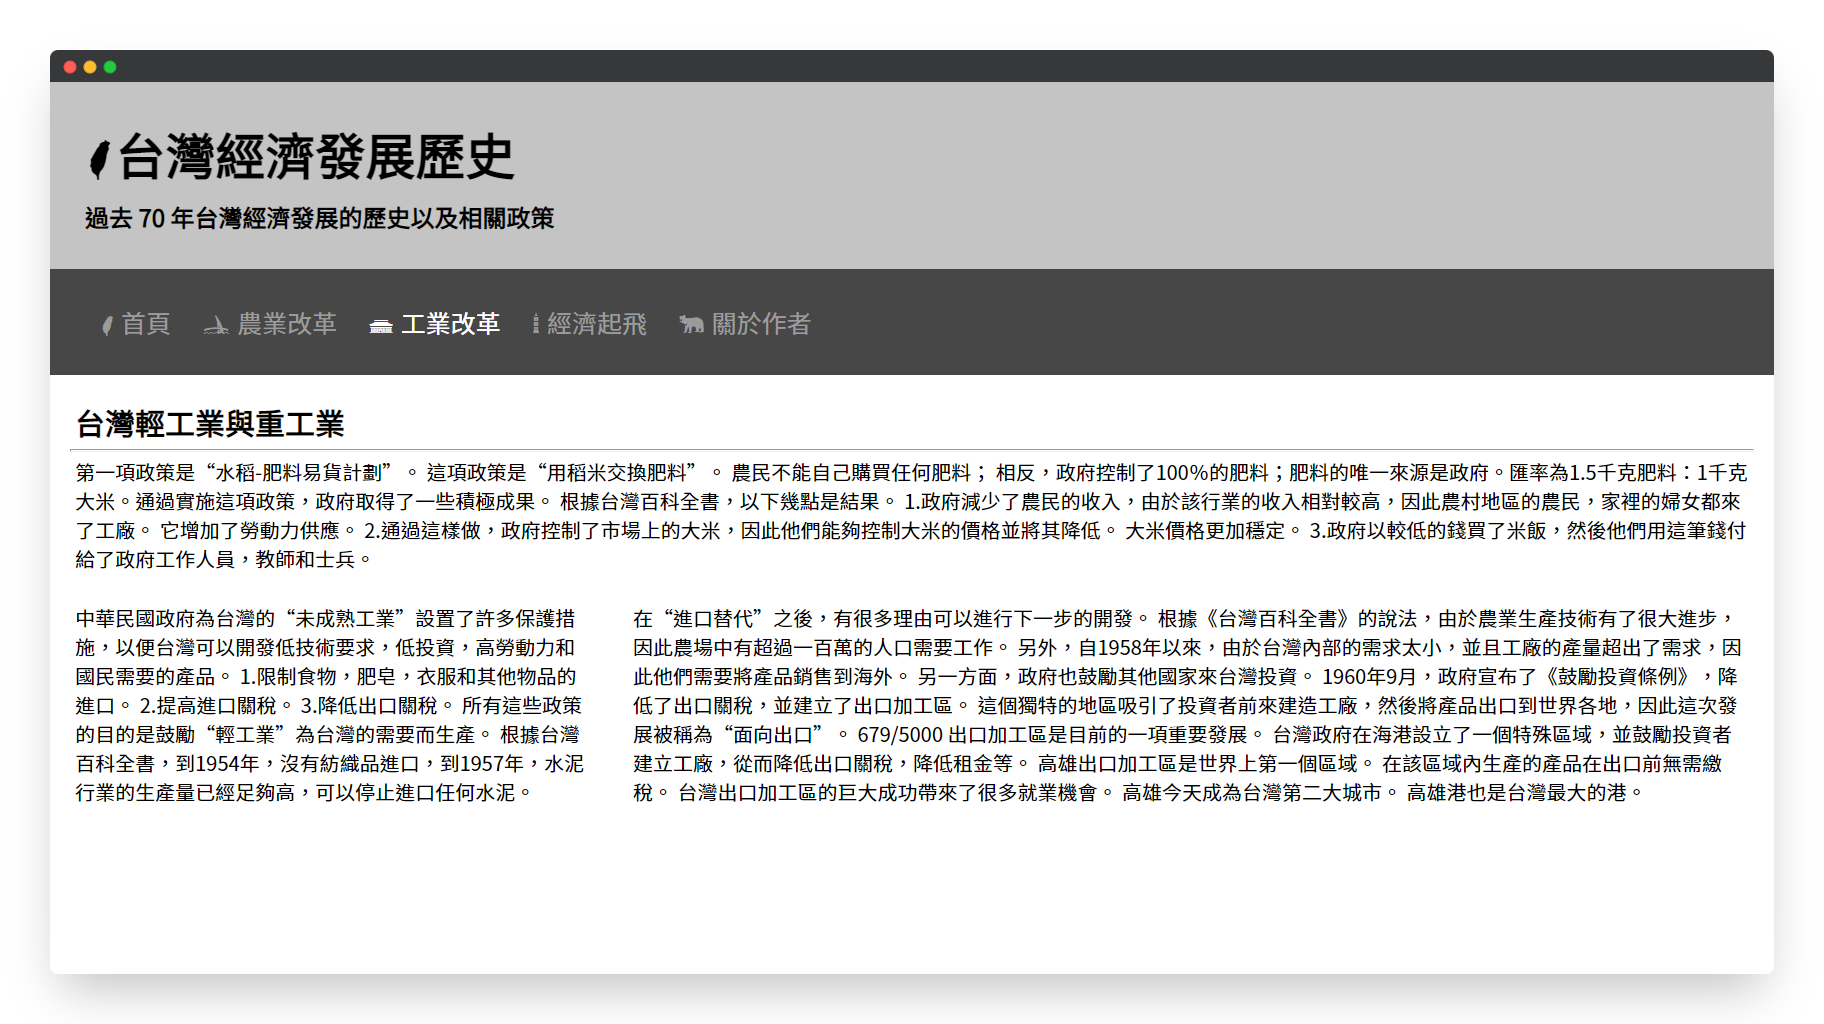 台灣經濟發展歷史
過去 70 年台灣經濟發展的歷史以及相關政策
首頁 農業改革 工業改革 經濟起飛 關於作者
台灣輕工業與重工業
第一項政策是“水稻-肥料易貨計劃”。 這項政策是“用稻米交換肥料”。 農民不能自己購買任何肥料； 相反，政府控制了100%的肥料；肥料的唯一來源是政府。匯率為1.5千克肥料：1千克
大米。通過實施這項政策，政府取得了一些積極成果。 根據台灣百科全書，以下幾點是結果。 1.政府減少了農民的收入，由於該行業的收入相對較高，因此農村地區的農民，家裡的婦女都來
了工廠。 它增加了勞動力供應。 2.通過這樣做，政府控制了市場上的大米，因此他們能夠控制大米的價格並將其降低。 大米價格更加穩定。 3.政府以較低的錢買了米飯，然後他們用這筆錢付
給了政府工作人員，教師和士兵。
中華民國政府為台灣的“未成熟工業”設置了許多保護措
施，以便台灣可以開發低技術要求，低投資，高勞動力和
國民需要的產品。 1.限制食物，肥皂，衣服和其他物品的
進口。 2.提高進口關稅。 3.降低出口關稅。 所有這些政策
的目的是鼓勵“輕工業”為台灣的需要而生產。 根據台灣
百科全書，到1954年，沒有紡織品進口，到1957年，水泥
行業的生產量已經足夠高，可以停止進口任何水泥。
在“進口替代”之後，有很多理由可以進行下一步的開發。 根據《台灣百科全書》的說法，由於農業生產技術有了很大進步，
因此農場中有超過一百萬的人口需要工作。 另外，自1958年以來，由於台灣內部的需求太小，並且工廠的產量超出了需求，因
此他們需要將產品銷售到海外。 另一方面，政府也鼓勵其他國家來台灣投資。 1960年9月，政府宣布了《鼓勵投資條例》，降
低了出口關稅，並建立了出口加工區。 這個獨特的地區吸引了投資者前來建造工廠，然後將產品出口到世界各地，因此這次發
展被稱為“面向出口”。 679/5000 出口加工區是目前的一項重要發展。 台灣政府在海港設立了一個特殊區域，並鼓勵投資者
建立工廠，從而降低出口關稅，降低租金等。 高雄出口加工區是世界上第一個區域。 在該區域內生產的產品在出口前無需繳
稅。 台灣出口加工區的巨大成功帶來了很多就業機會。 高雄今天成為台灣第二大城市。 高雄港也是台灣最大的港。